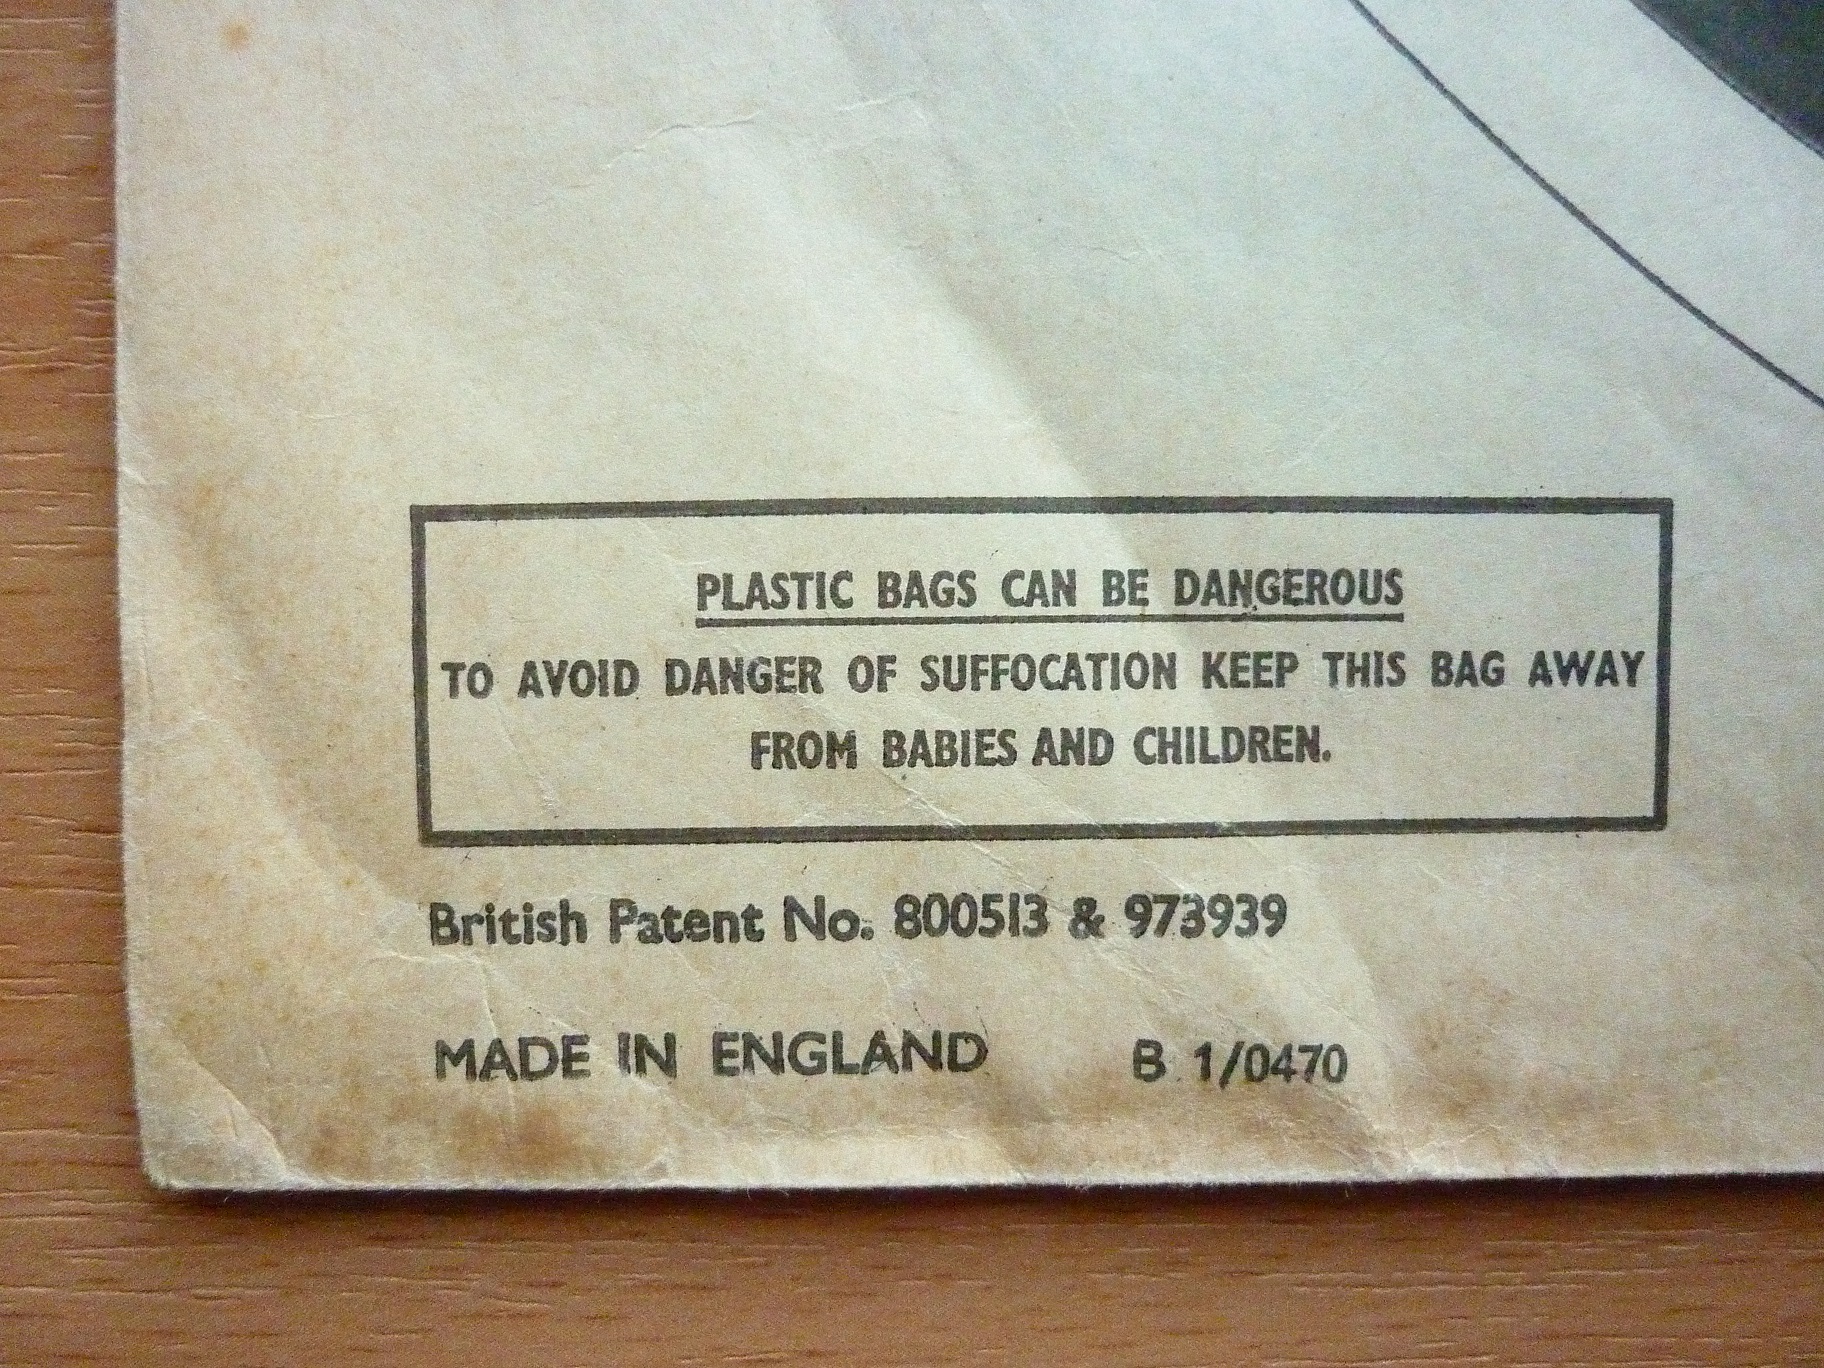 PLASTIC BAGS CAN BE DANGEROUS
TO AVOID DANGER OF SUFFOCATION KEEP THIS BAG AWAY
FROM BABIES AND CHILDREN.
British Patent No. 800513 & 973939
MADE IN ENGLAND B 1/0470